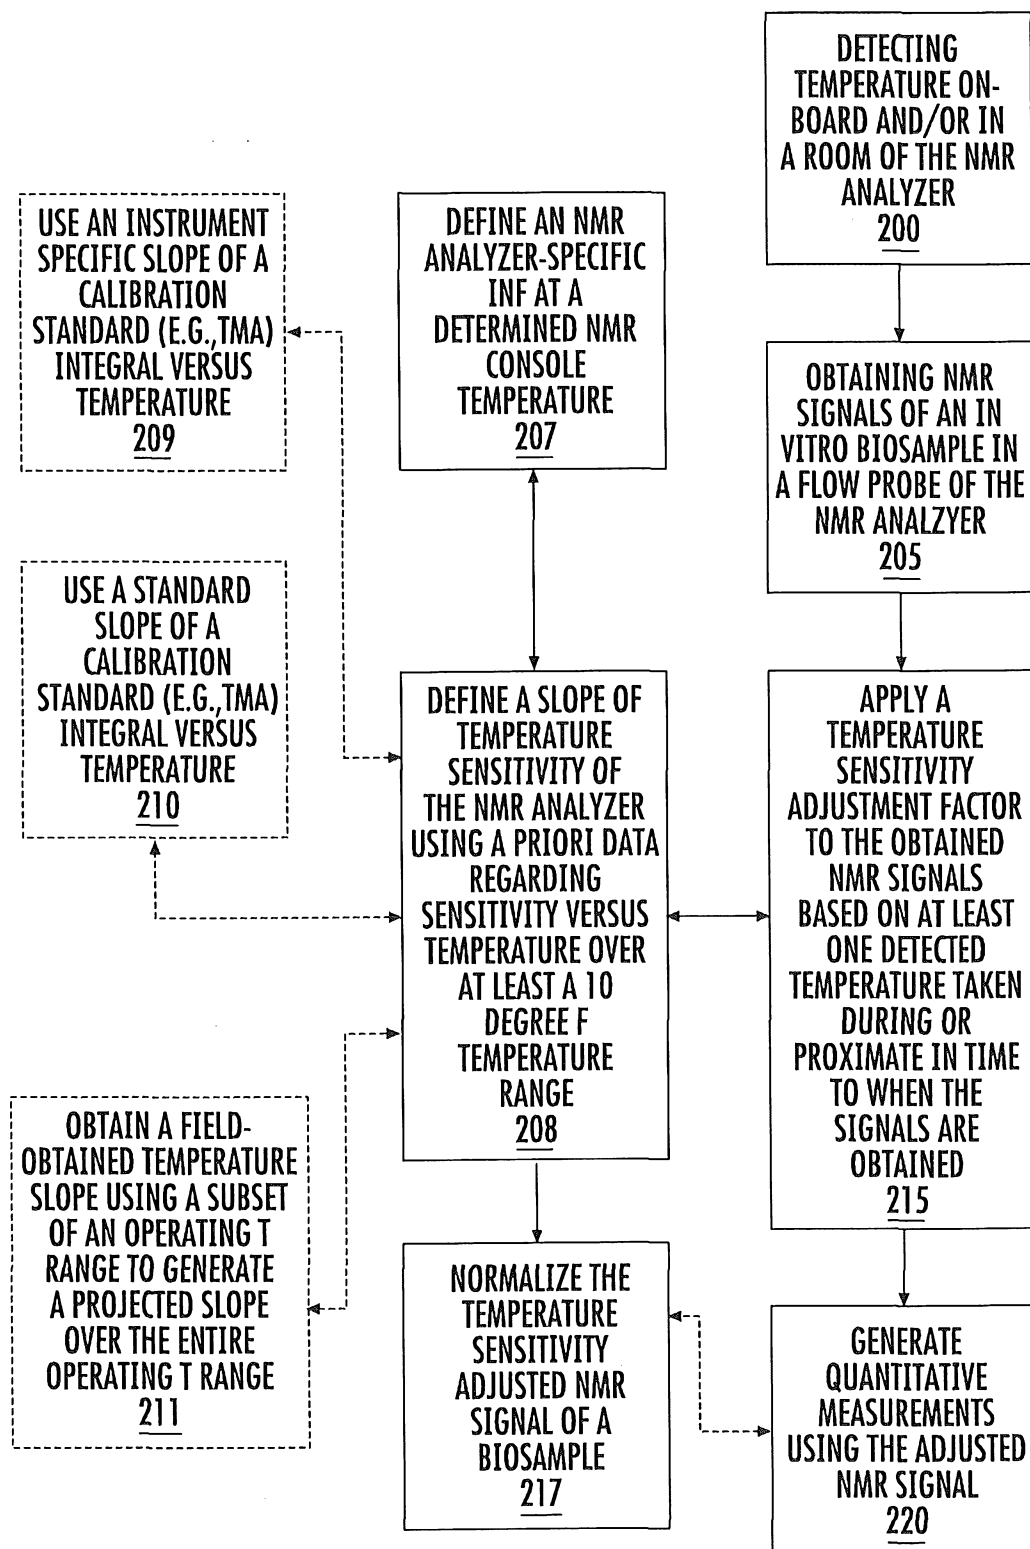 DETECTING
TEMPERATURE ON-
BOARD AND/OR IN
A ROOM OF THE NMR
ANALYZER
200
USE AN INSTRUMENT
SPECIFIC SLOPE OF A
CALIBRATION
STANDARD (E.G.,TMA)
INTEGRAL VERSUS
TEMPERATURE
209
DEFINE AN NMR
ANALYZER-SPECIFIC
INF AT A
DETERMINED NMR
CONSOLE
TEMPERATURE
207
OBTAINING NMR
SIGNALS OF AN IN
VITRO BIOSAMPLE IN
A FLOW PROBE OF THE
NMR ANALZYER
205
USE A STANDARD
SLOPE OF A
CALIBRATION
STANDARD (E.G.,TMA)
INTEGRAL VERSUS
TEMPERATURE
210
DEFINE A SLOPE OF
TEMPERATURE
SENSITIVITY OF
THE NMR ANALYZER
USING A PRIORI DATA
REGARDING
SENSITIVITY VERSUS
TEMPERATURE OVER
AT LEAST A 10
DEGREE F
TEMPERATURE
RANGE
208
APPLY A
TEMPERATURE
SENSITIVITY
ADJUSTMENT FACTOR
TO THE OBTAINED
NMR SIGNALS
BASED ON AT LEAST
ONE DETECTED
TEMPERATURE TAKEN
DURING OR
PROXIMATE IN TIME
TO WHEN THE
SIGNALS ARE
OBTAINED
215
OBTAIN A FIELD-
OBTAINED TEMPERATURE
SLOPE USING A SUBSET
OF AN OPERATING T
RANGE TO GENERATE
A PROJECTED SLOPE
OVER THE ENTIRE
OPERATING T RANGE
211
NORMALIZE THE
TEMPERATURE
SENSITIVITY
ADJUSTED NMR
SIGNAL OF A
BIOSAMPLE
217
GENERATE
QUANTITATIVE
MEASUREMENTS
USING THE ADJUSTED
NMR SIGNAL
220